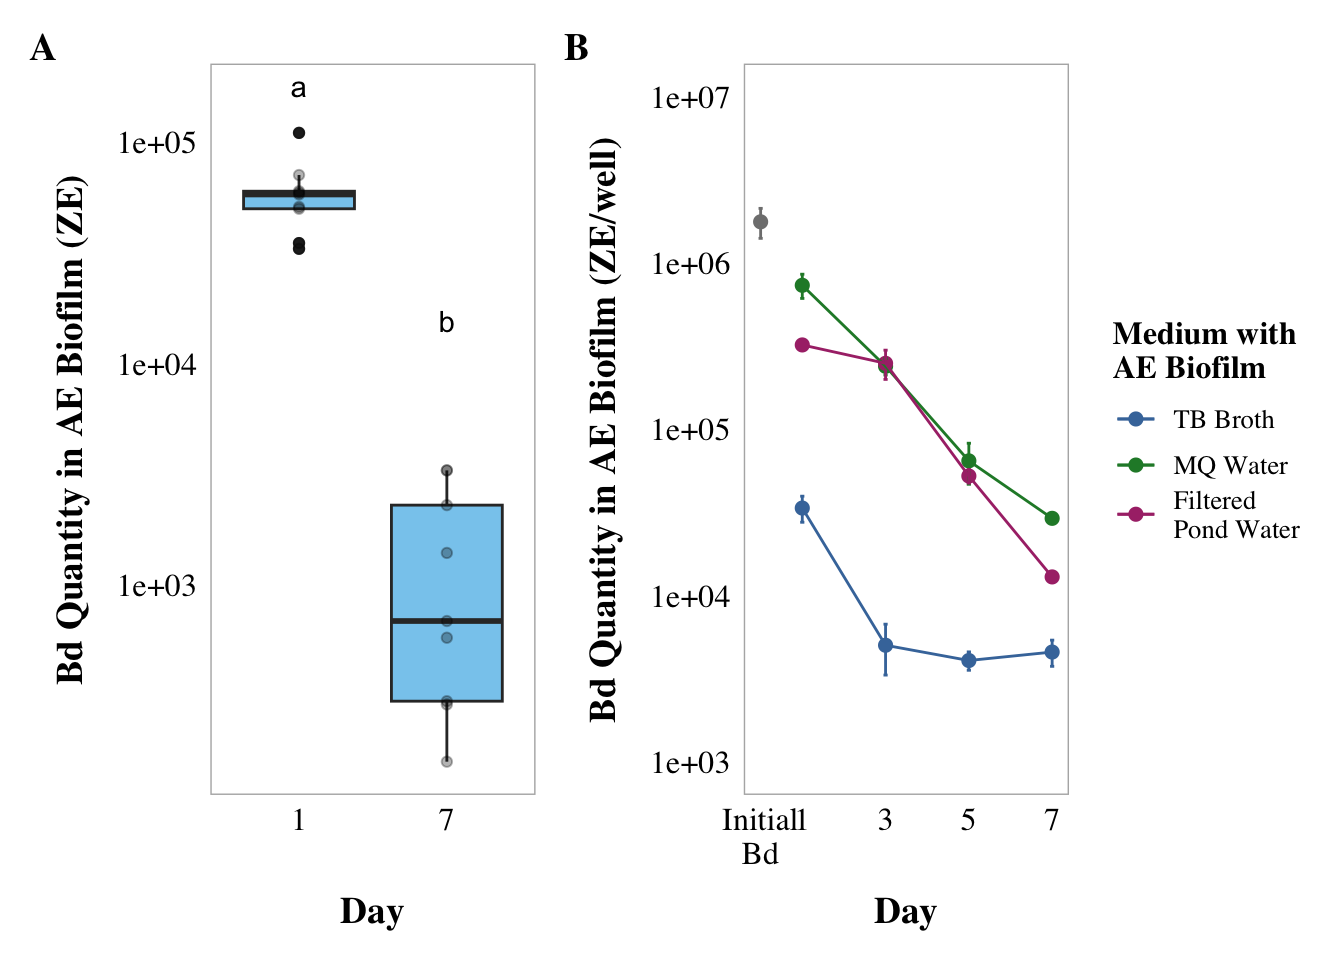 A
Bd Quantity in AE Biofilm (ZE)
1e+05
1e+04
1e+03
a
b
1
7
Day
B
Bd Quantity in AE Biofilm (ZE/well)
1e+07
1e+06
1e+05
1e+04
1e+03
Initial
Bd
1
3
5
7
Day
Medium with
AE Biofilm
TB Broth
MQ Water
Filtered
Pond Water